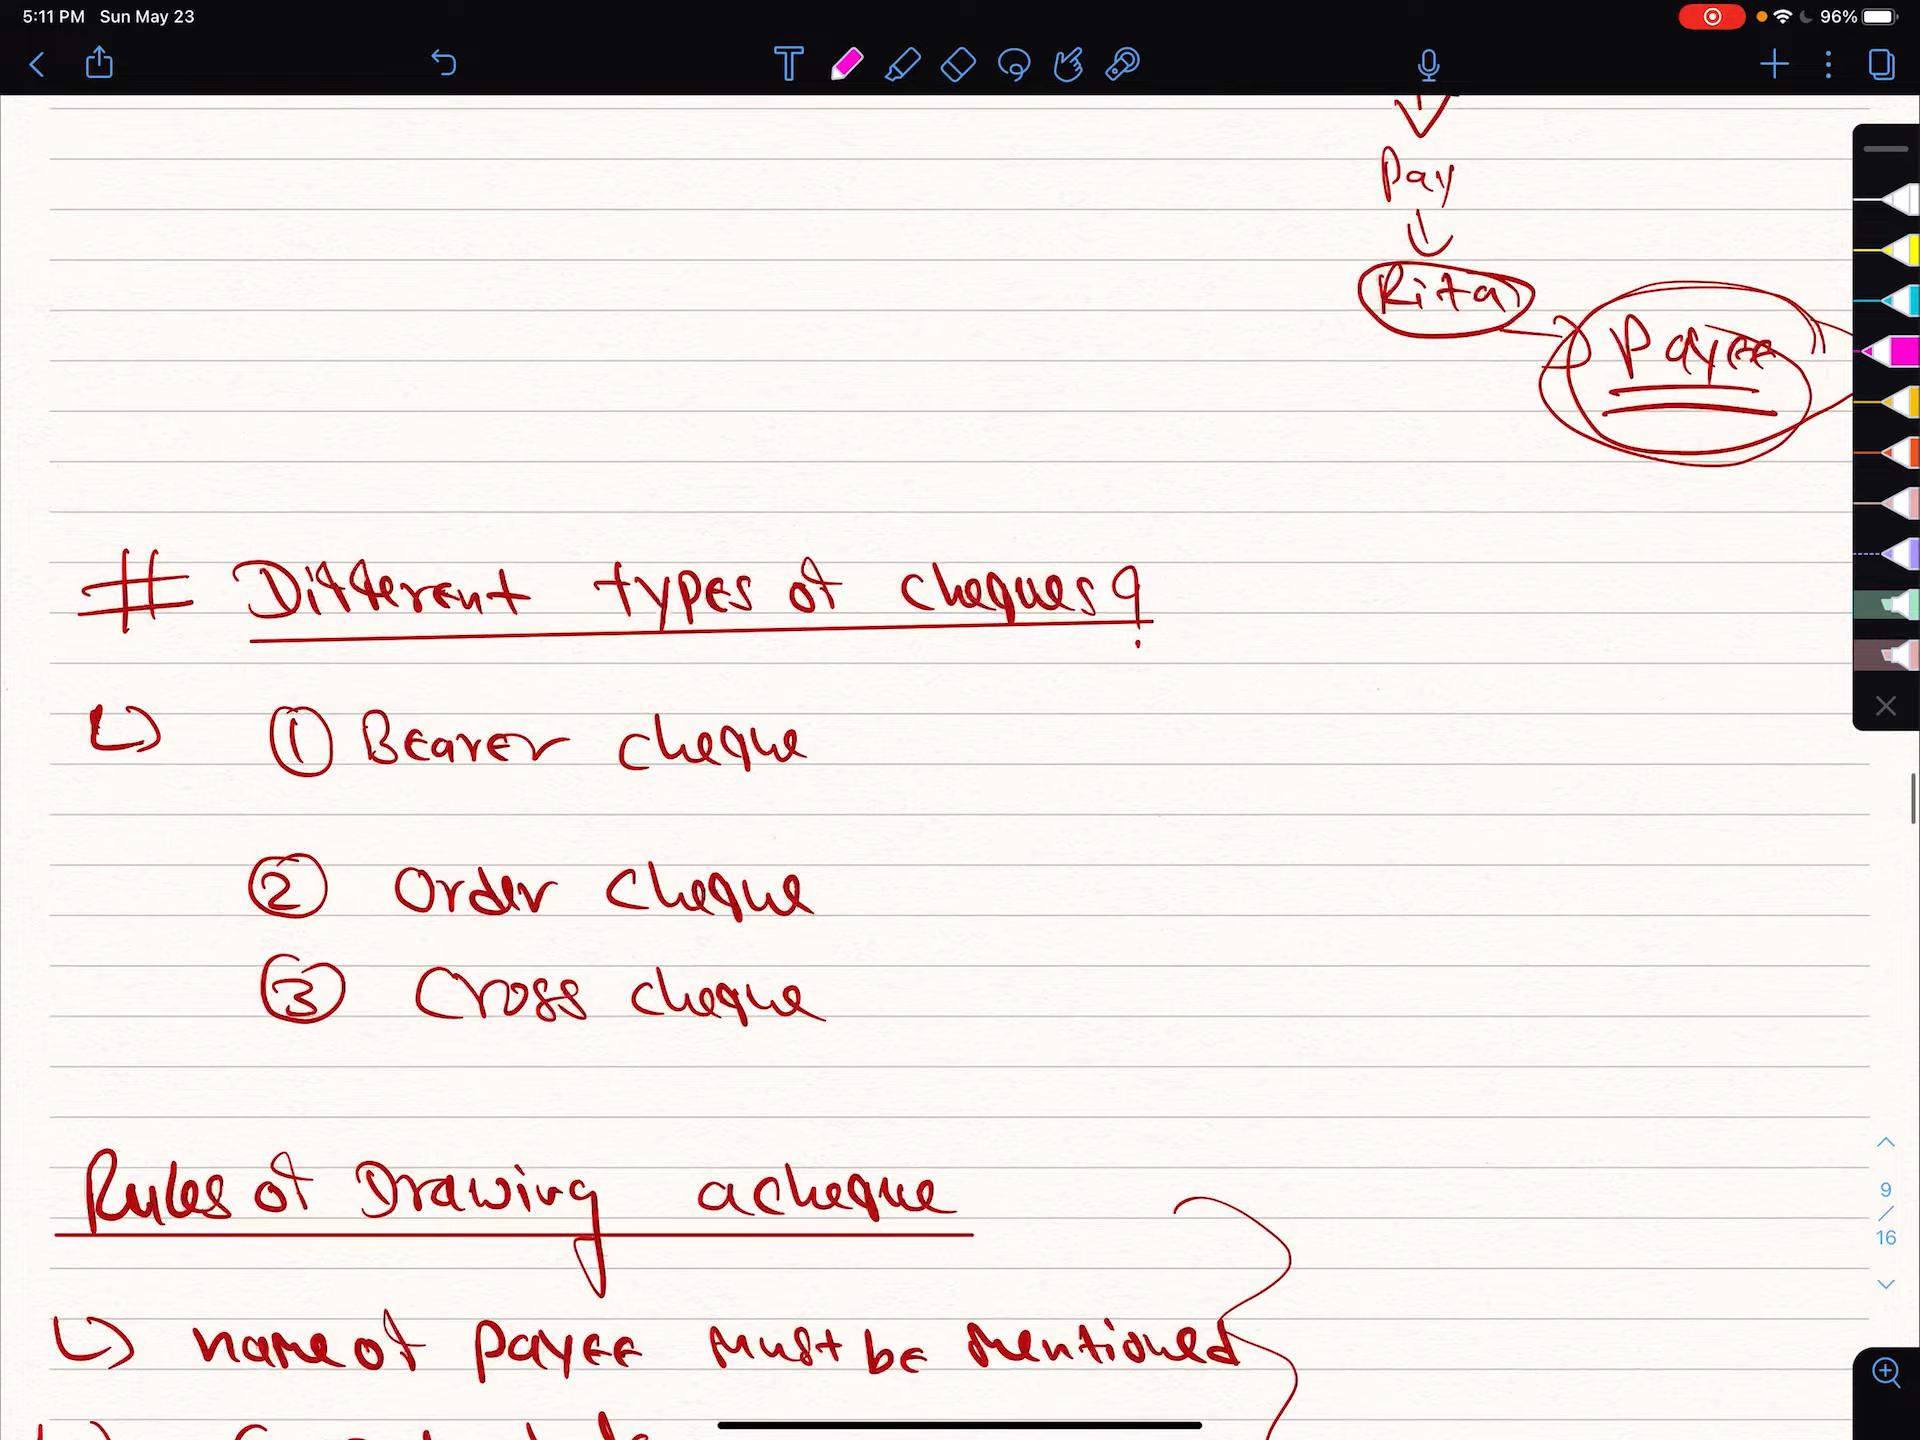 5:11 PM Sun May 23
96%
Pay
Rita
Payee
# Different types of cheques?
① Bearer cheque
② Order cheque
③ Cross cheque
Rules of Drawing a cheque
name of payee must be mentioned
9
/
16